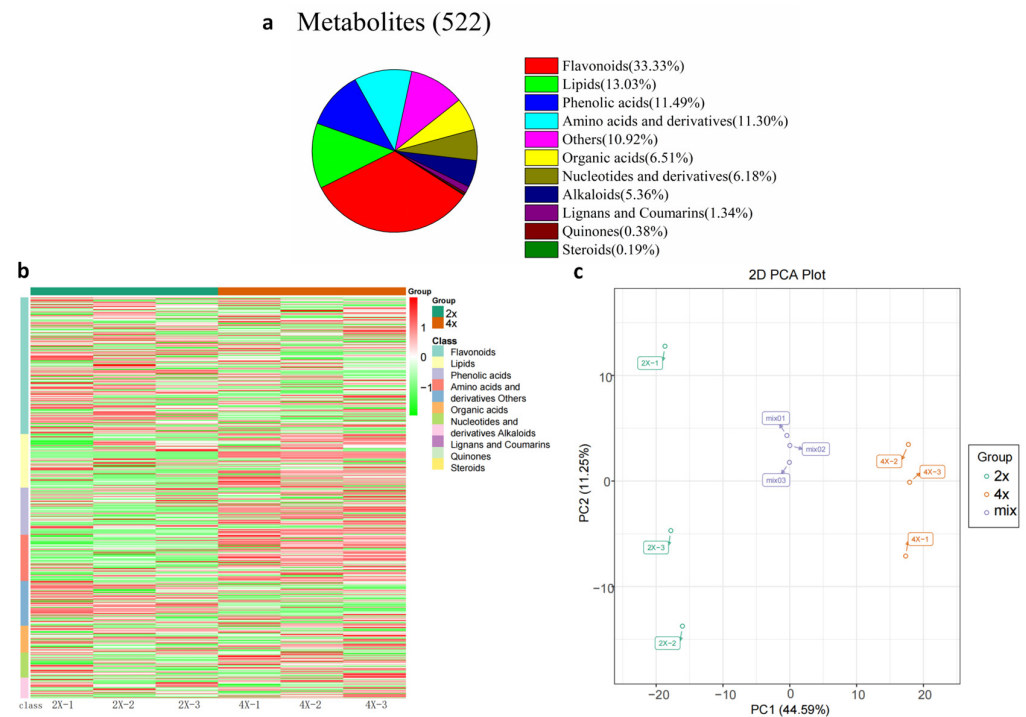 a Metabolites (522)
Flavonoids(33.33%)
Lipids(13.03%)
Phenolic acids(11.49%)
Amino acids and derivatives(11.30%)
Others(10.92%)
Organic acids(6.51%)
Nucleotides and derivatives(6.18%)
Alkaloids(5.36%)
Lignans and Coumarins(1.34%)
Quinones(0.38%)
Steroids(0.19%)
b
Group
1
0
−1
Group
2x
4x
Class
Flavonoids
Lipids
Phenolic acids
Amino acids and
derivatives Others
Organic acids
Nucleotides and
derivatives Alkaloids
Lignans and Coumarins
Quinones
Steroids
class 2X-1 2X-2 2X-3 4X-1 4X-2 4X-3
c
2D PCA Plot
PC2 (11.25%)
10
0
−10
2X−1
mix01
mix02
mix03
4X−2
4X−3
4X−1
2X−3
2X−2
−20 −10 0 10 20
PC1 (44.59%)
Group
2x
4x
mix